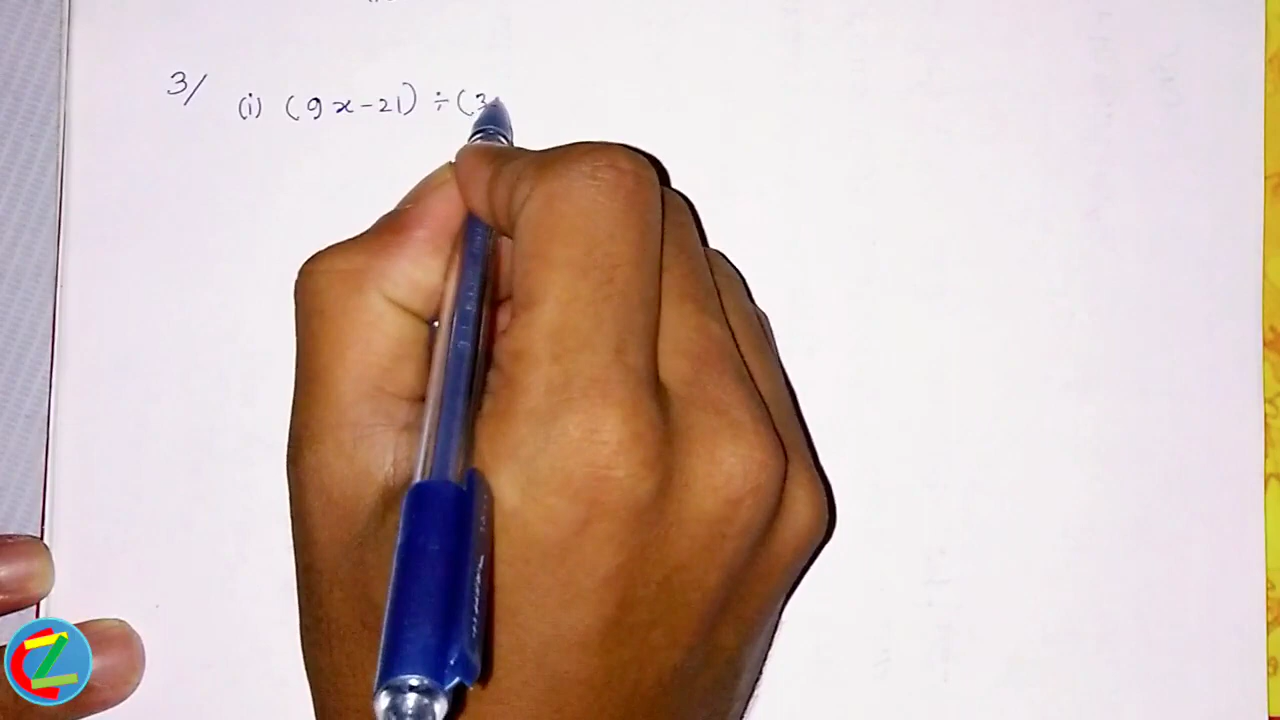 3/ (i) (9x-21) ÷ (3